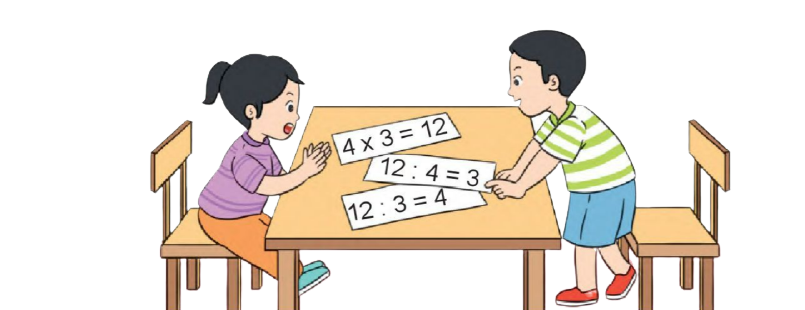 4 x 3 = 12
12 : 4 = 3
12 : 3 = 4